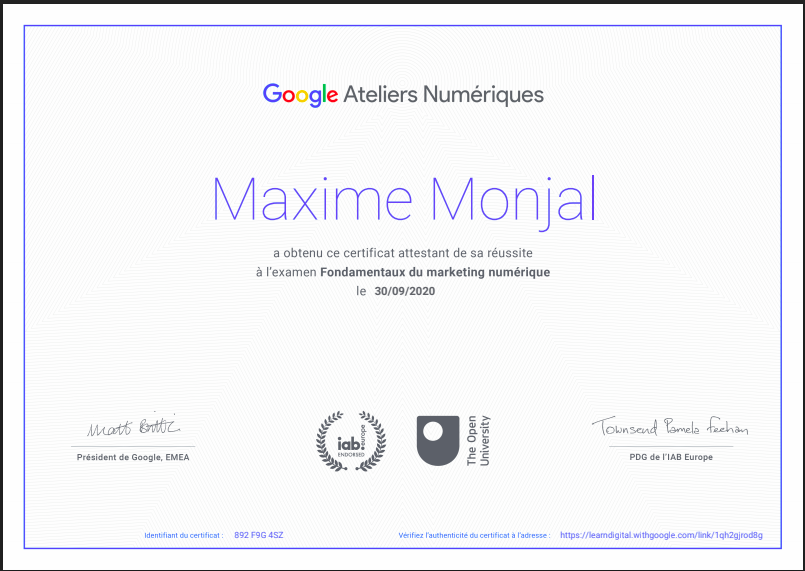 Google Ateliers Numériques
Maxime Monjal
a obtenu ce certificat attestant de sa réussite
à l'examen Fondamentaux du marketing numérique
le 30/09/2020
Matt Brittin
Président de Google, EMEA
iab.europe
ENDORSED
The Open
University
Townsend Pamela Feehan
PDG de l'IAB Europe
Identifiant du certificat : 892 F9G 4SZ
Vérifiez l'authenticité du certificat à l'adresse : https://learndigital.withgoogle.com/link/1qh2gjrod8g